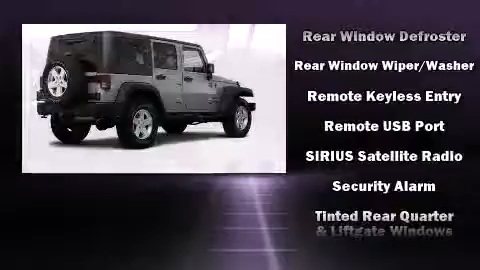 Rear Window Defroster
Rear Window Wiper/Washer
Remote Keyless Entry
Remote USB Port
SIRIUS Satellite Radio
Security Alarm
Tinted Rear Quarter
& Liftgate Windows